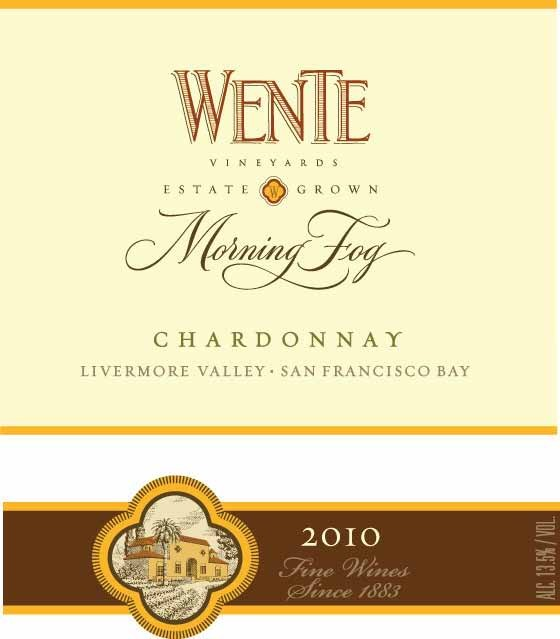 WENTE
VINEYARDS
ESTATE W GROWN
Morning Fog
CHARDONNAY
LIVERMORE VALLEY • SAN FRANCISCO BAY
2010
Fine Wines
Since 1883
ALC. 13.5% / VOL.